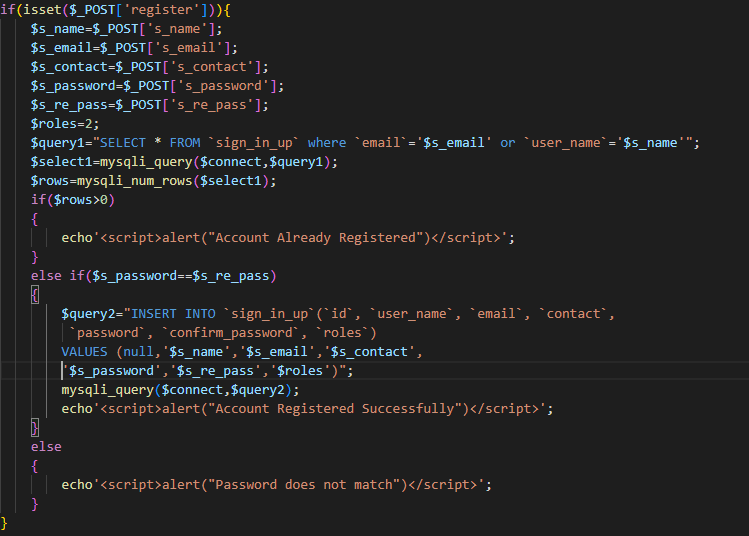 if(isset($_POST['register'])){
$s_name=$_POST['s_name'];
$s_email=$_POST['s_email'];
$s_contact=$_POST['s_contact'];
$s_password=$_POST['s_password'];
$s_re_pass=$_POST['s_re_pass'];
$roles=2;
$query1="SELECT * FROM `sign_in_up` where `email`='$s_email' or `user_name`='$s_name'";
$select1=mysqli_query($connect,$query1);
$rows=mysqli_num_rows($select1);
if($rows>0)
{
echo'<script>alert("Account Already Registered")</script>';
}
else if($s_password==$s_re_pass)
{
$query2="INSERT INTO `sign_in_up`(`id`, `user_name`, `email`, `contact`,
`password`, `confirm_password`, `roles`)
VALUES (null,'$s_name','$s_email','$s_contact',
'$s_password','$s_re_pass','$roles')";
mysqli_query($connect,$query2);
echo'<script>alert("Account Registered Successfully")</script>';
}
else
{
echo'<script>alert("Password does not match")</script>';
}
}